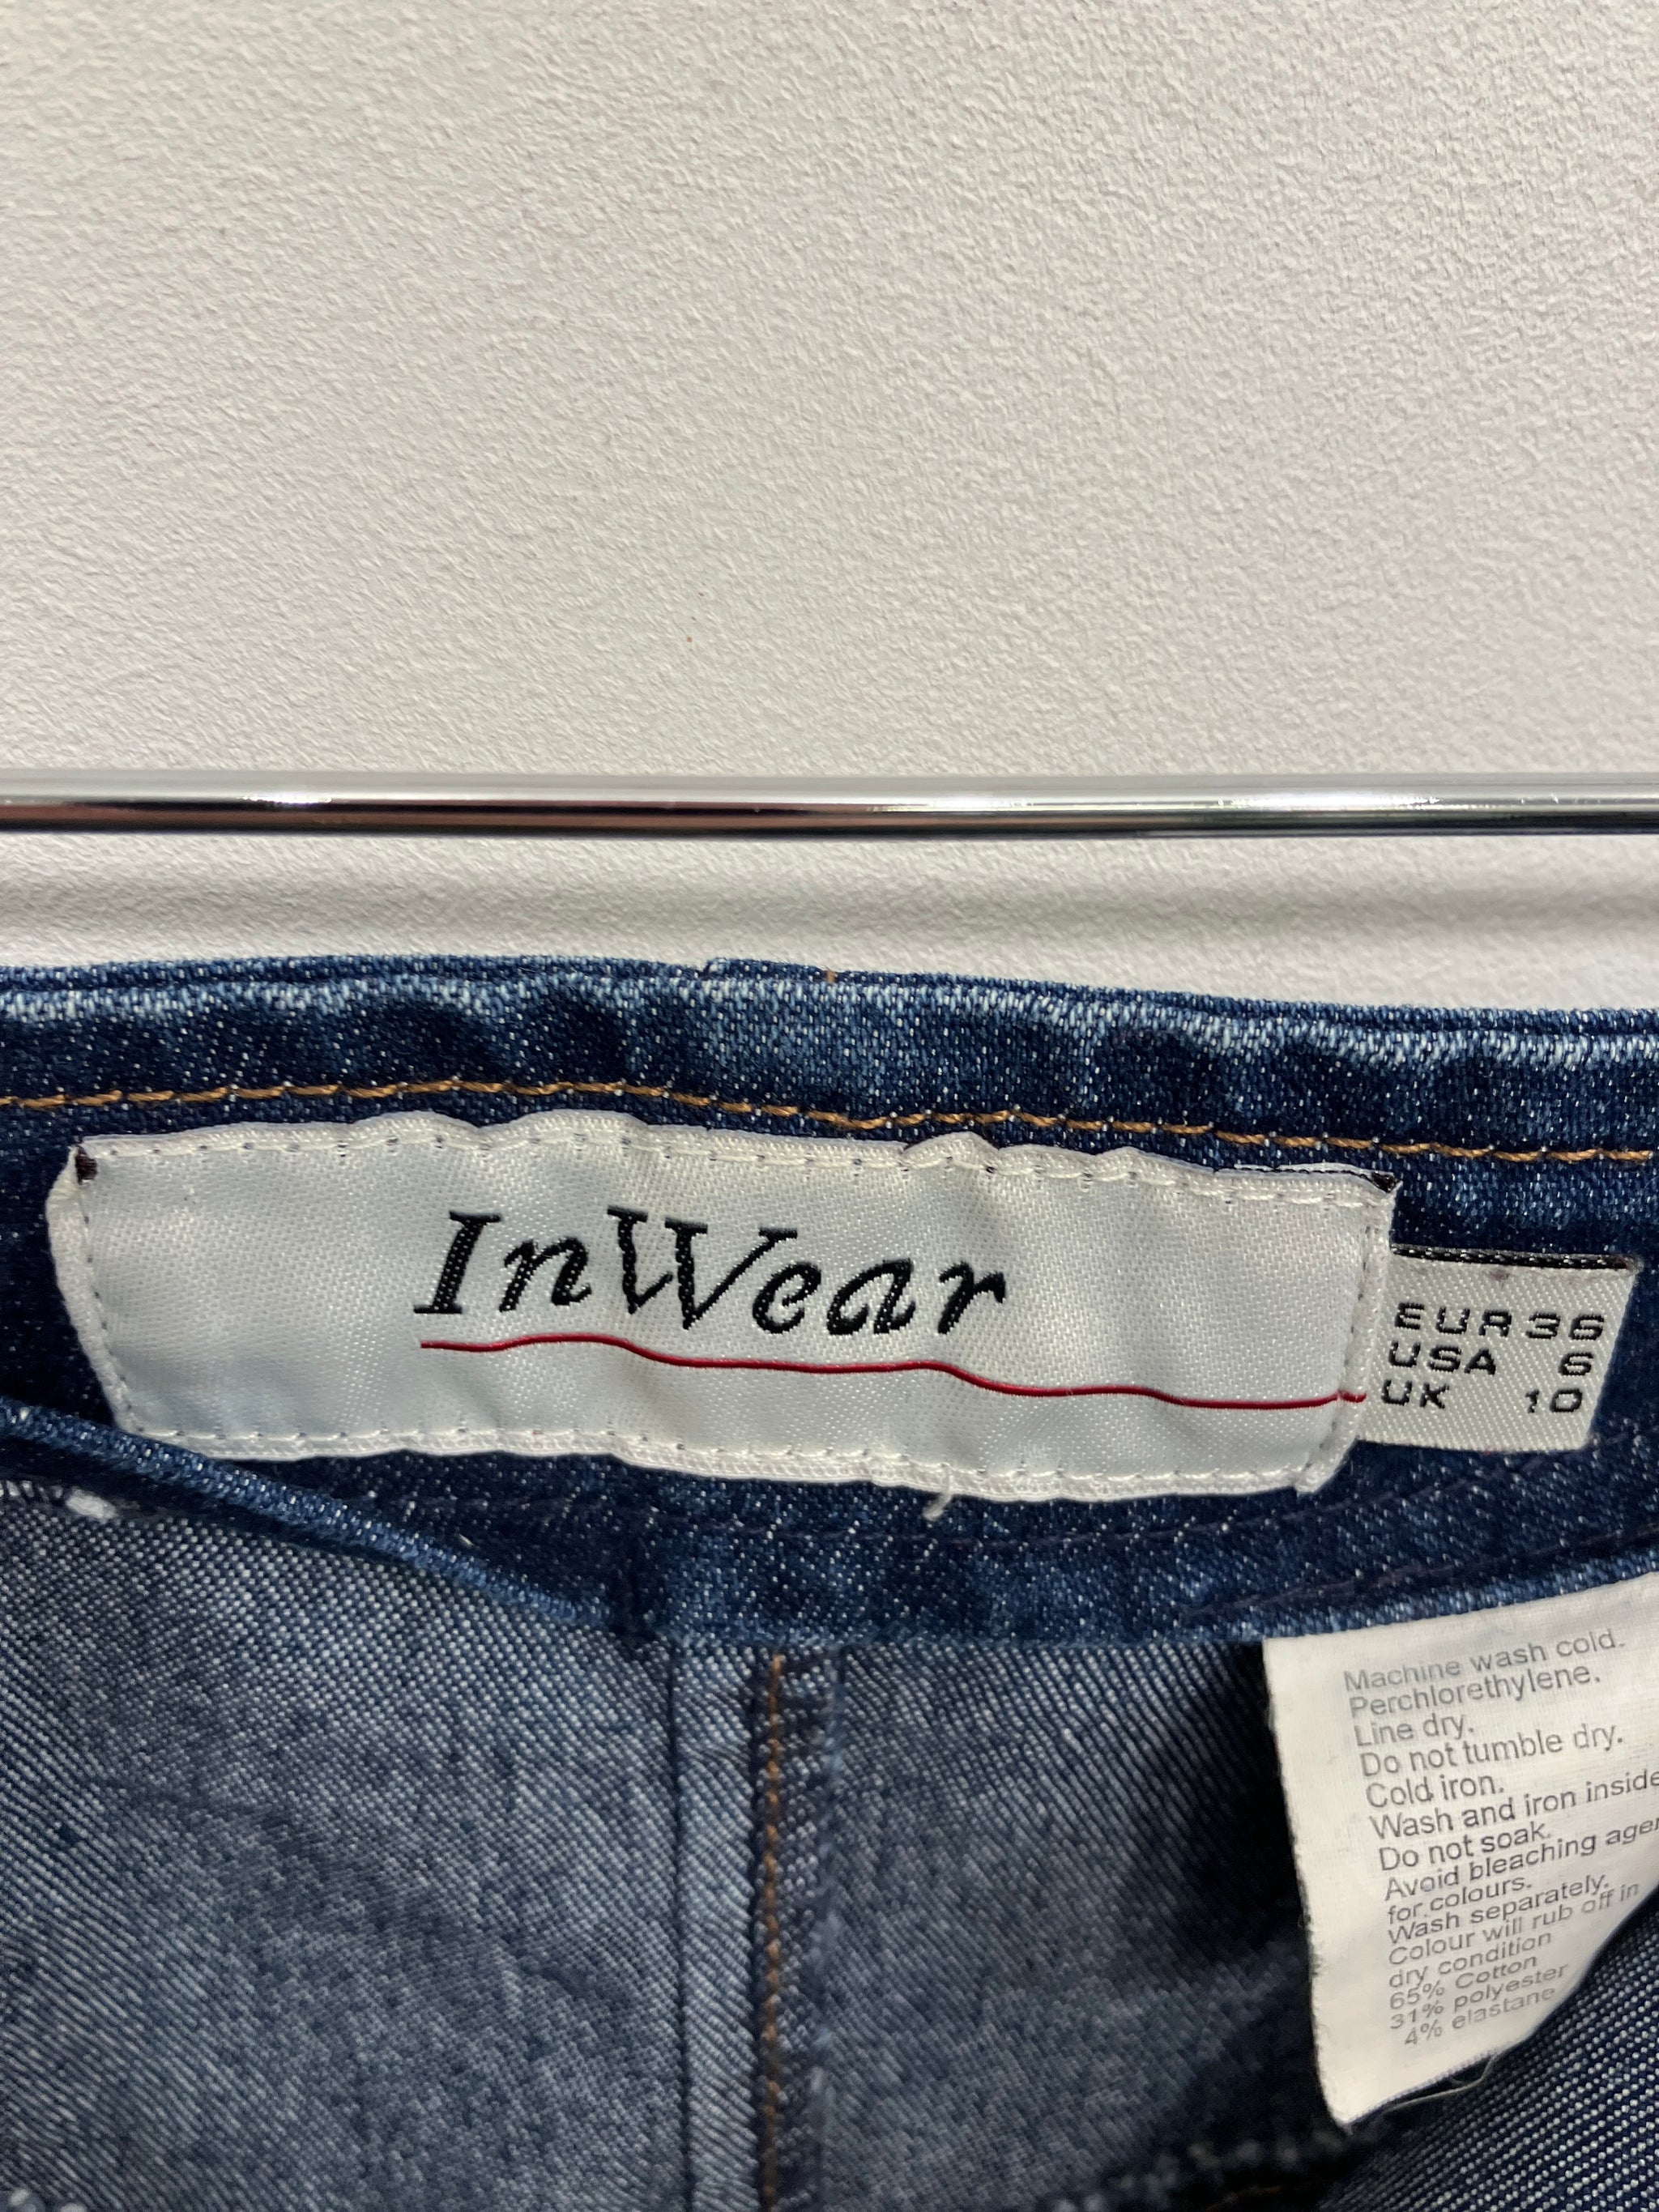 InWear
EUR 36
USA 6
UK 10
Machine wash cold.
Perchlorethylene.
Line dry.
Do not tumble dry.
Cold iron.
Wash and iron inside
Do not soak.
Avoid bleaching
for colours.
Wash separately.
Colour will rub off in
dry condition
65% Cotton
31% polyester
4% elastane